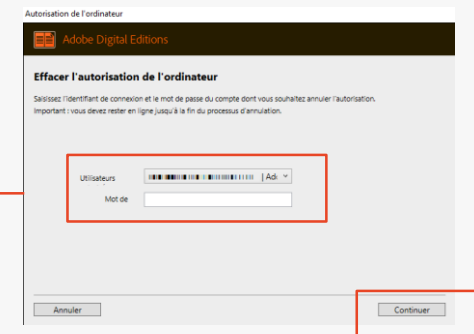 Autorisation de l'ordinateur
Adobe Digital Editions
Effacer l'autorisation de l'ordinateur
Saisissez l'identifiant de connexion et le mot de passe du compte dont vous souhaitez annuler l'autorisation.
Important : vous devez rester en ligne jusqu'à la fin du processus d'annulation.
Utilisateurs | Ad
Mot de
Annuler Continuer